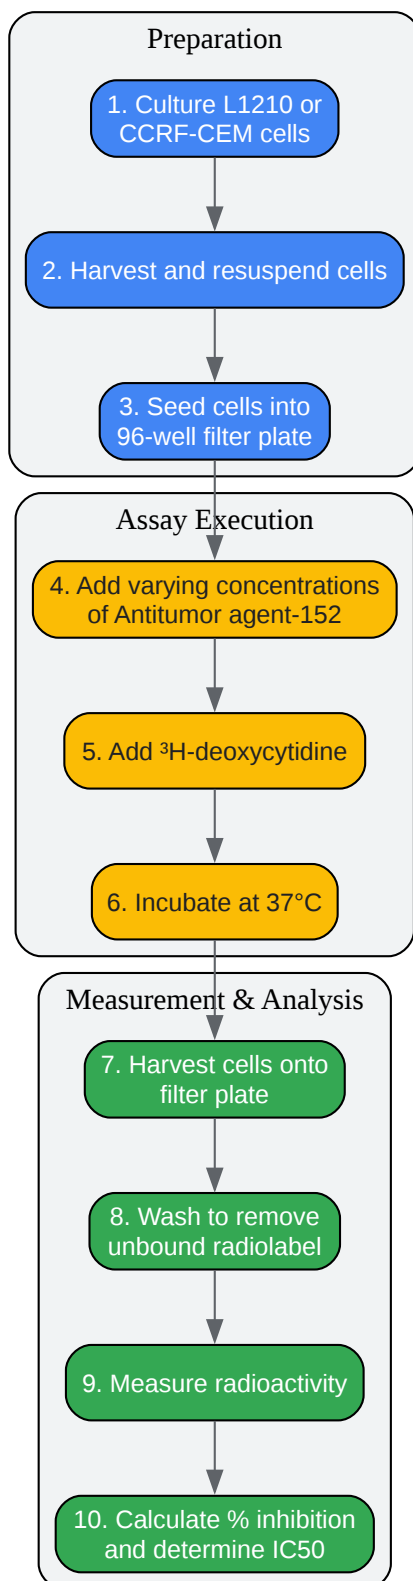 Preparation
1. Culture L1210 or
CCRF-CEM cells
2. Harvest and resuspend cells
3. Seed cells into
96-well filter plate
Assay Execution
4. Add varying concentrations
of Antitumor agent-152
5. Add ³H-deoxycytidine
6. Incubate at 37°C
Measurement & Analysis
7. Harvest cells onto
filter plate
8. Wash to remove
unbound radiolabel
9. Measure radioactivity
10. Calculate % inhibition
and determine IC50